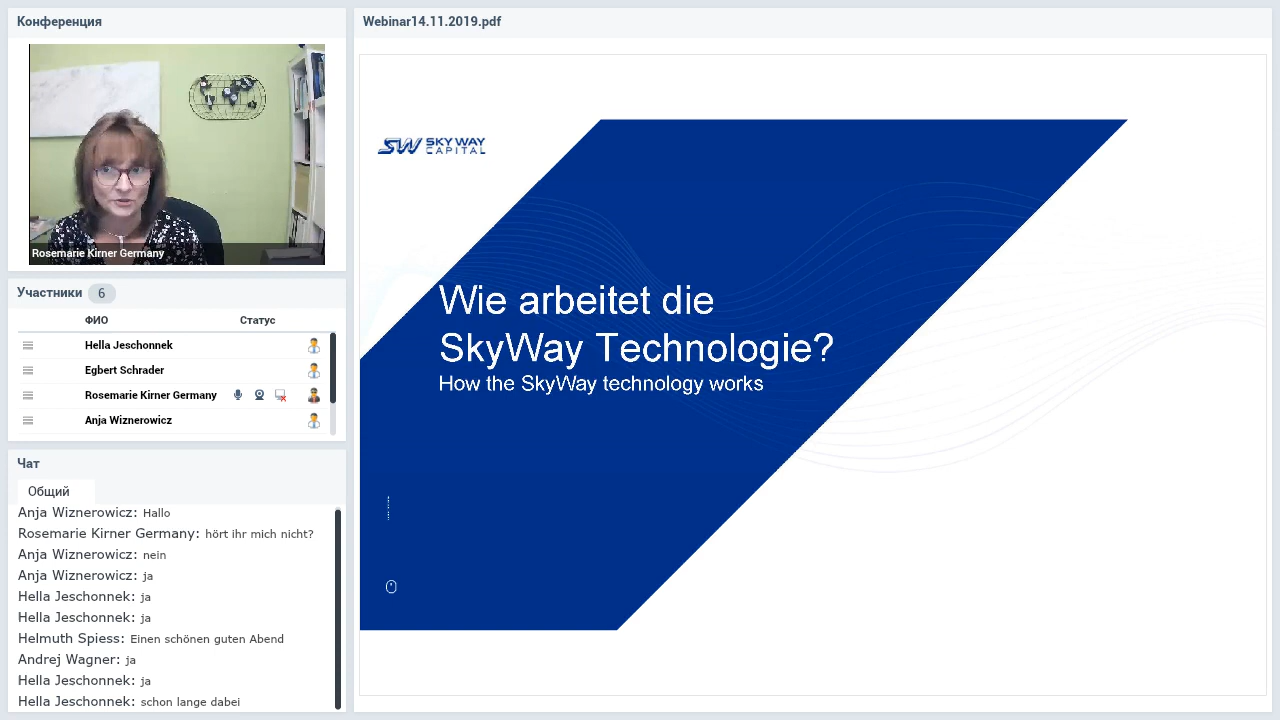 Конференция
Rosemarie Kirner Germany
Участники 6
ФИО Статус
Hella Jeschonnek
Egbert Schrader
Rosemarie Kirner Germany
Anja Wiznerowicz
Чат
Общий
Anja Wiznerowicz: Hallo
Rosemarie Kirner Germany: hört ihr mich nicht?
Anja Wiznerowicz: nein
Anja Wiznerowicz: ja
Hella Jeschonnek: ja
Hella Jeschonnek: ja
Helmuth Spiess: Einen schönen guten Abend
Andrej Wagner: ja
Hella Jeschonnek: ja
Hella Jeschonnek: schon lange dabei
Webinar14.11.2019.pdf
SW SKY WAY
CAPITAL
Wie arbeitet die
SkyWay Technologie?
How the SkyWay technology works